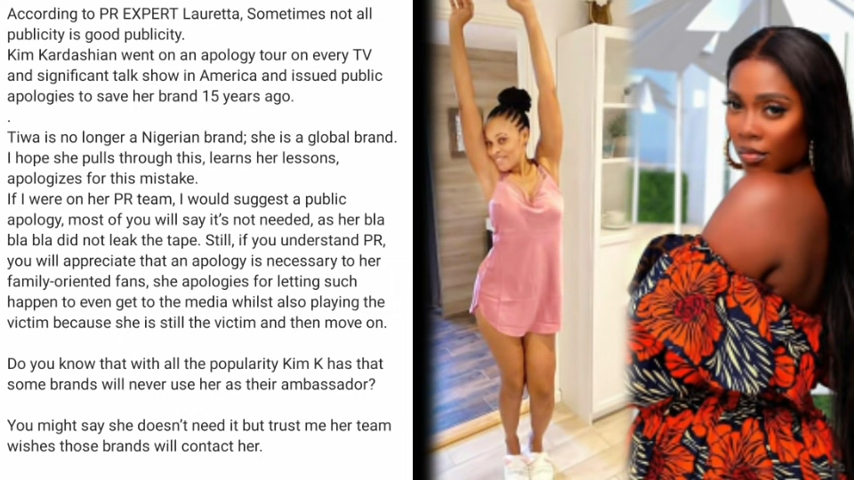 According to PR EXPERT Lauretta, Sometimes not all
publicity is good publicity.
Kim Kardashian went on an apology tour on every TV
and significant talk show in America and issued public
apologies to save her brand 15 years ago.
.
Tiwa is no longer a Nigerian brand; she is a global brand.
I hope she pulls through this, learns her lessons,
apologizes for this mistake.
If I were on her PR team, I would suggest a public
apology, most of you will say it's not needed, as her bla
bla bla did not leak the tape. Still, if you understand PR,
you will appreciate that an apology is necessary to her
family-oriented fans, she apologies for letting such
happen to even get to the media whilst also playing the
victim because she is still the victim and then move on.
Do you know that with all the popularity Kim K has that
some brands will never use her as their ambassador?
You might say she doesn't need it but trust me her team
wishes those brands will contact her.